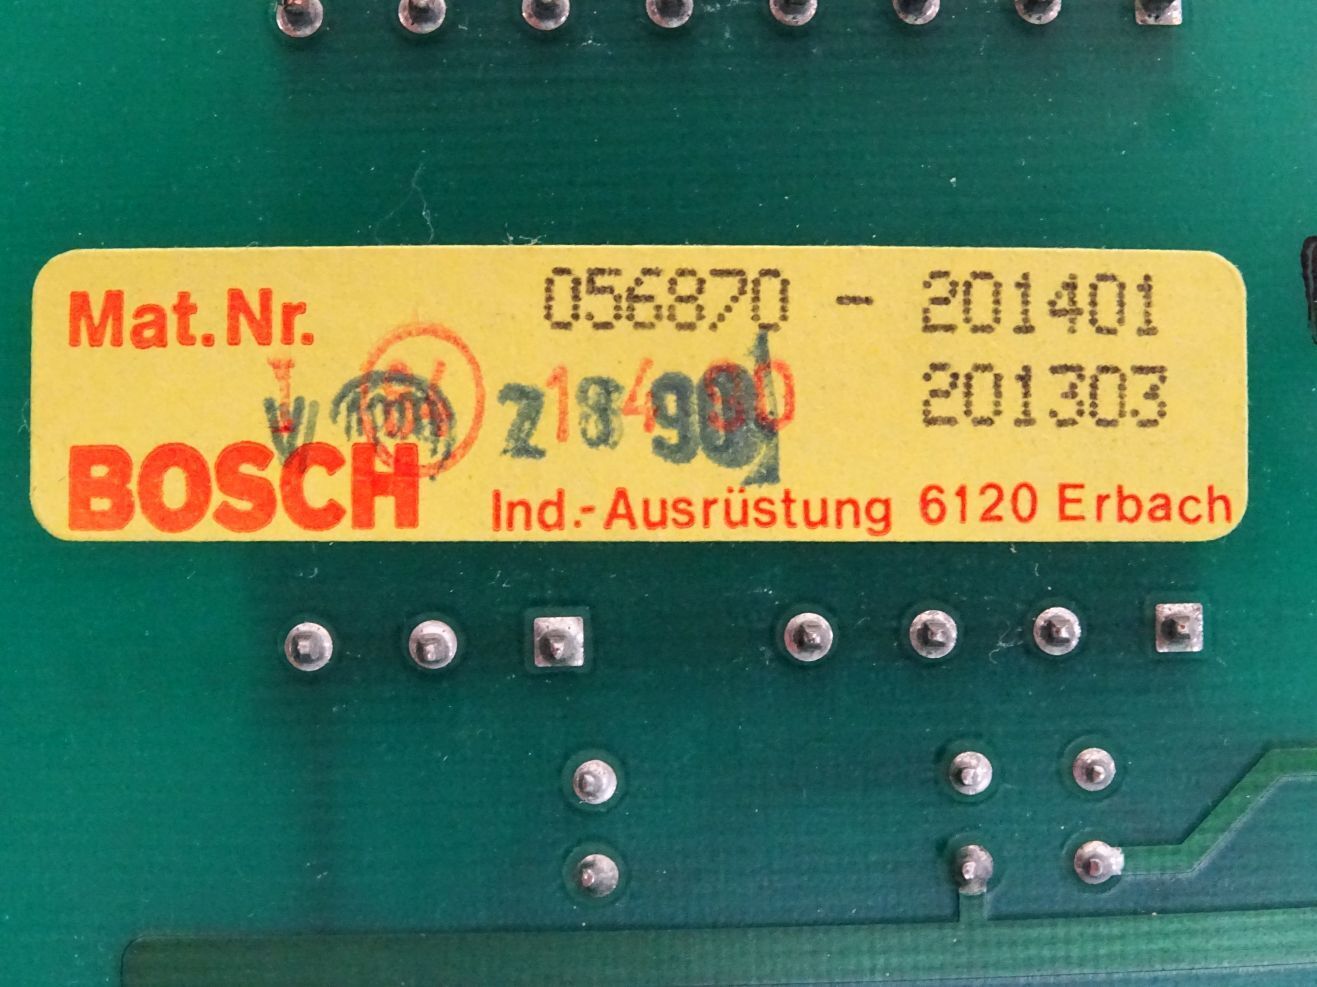 Mat.Nr. 056870 - 201401
201303
BOSCH Ind.-Ausrüstung 6120 Erbach